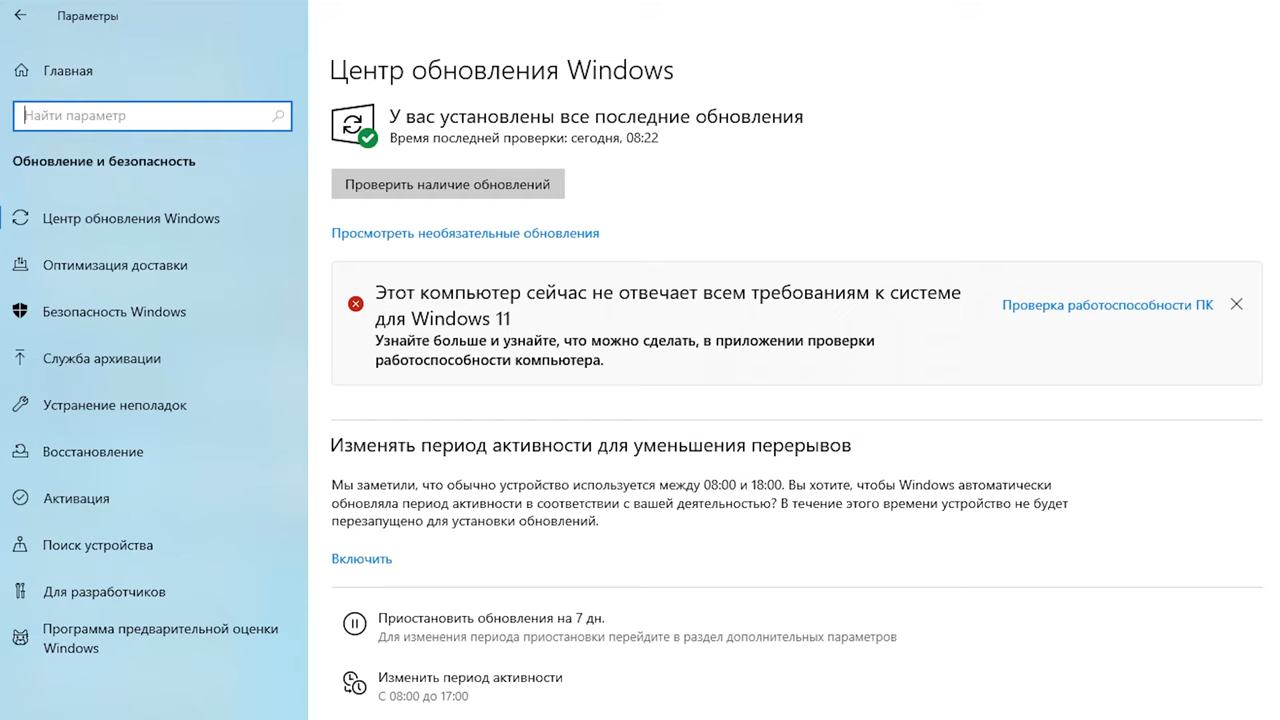 Параметры
Главная
Найти параметр
Обновление и безопасность
Центр обновления Windows
Оптимизация доставки
Безопасность Windows
Служба архивации
Устранение неполадок
Восстановление
Активация
Поиск устройства
Для разработчиков
Программа предварительной оценки
Windows
Центр обновления Windows
У вас установлены все последние обновления
Время последней проверки: сегодня, 08:22
Проверить наличие обновлений
Просмотреть необязательные обновления
Этот компьютер сейчас не отвечает всем требованиям к системе
для Windows 11
Узнайте больше и узнайте, что можно сделать, в приложении проверки
работоспособности компьютера.
Проверка работоспособности ПК
Изменять период активности для уменьшения перерывов
Мы заметили, что обычно устройство используется между 08:00 и 18:00. Вы хотите, чтобы Windows автоматически
обновляла период активности в соответствии с вашей деятельностью? В течение этого времени устройство не будет
перезапущено для установки обновлений.
Включить
Приостановить обновления на 7 дн.
Для изменения периода приостановки перейдите в раздел дополнительных параметров
Изменить период активности
С 08:00 до 17:00